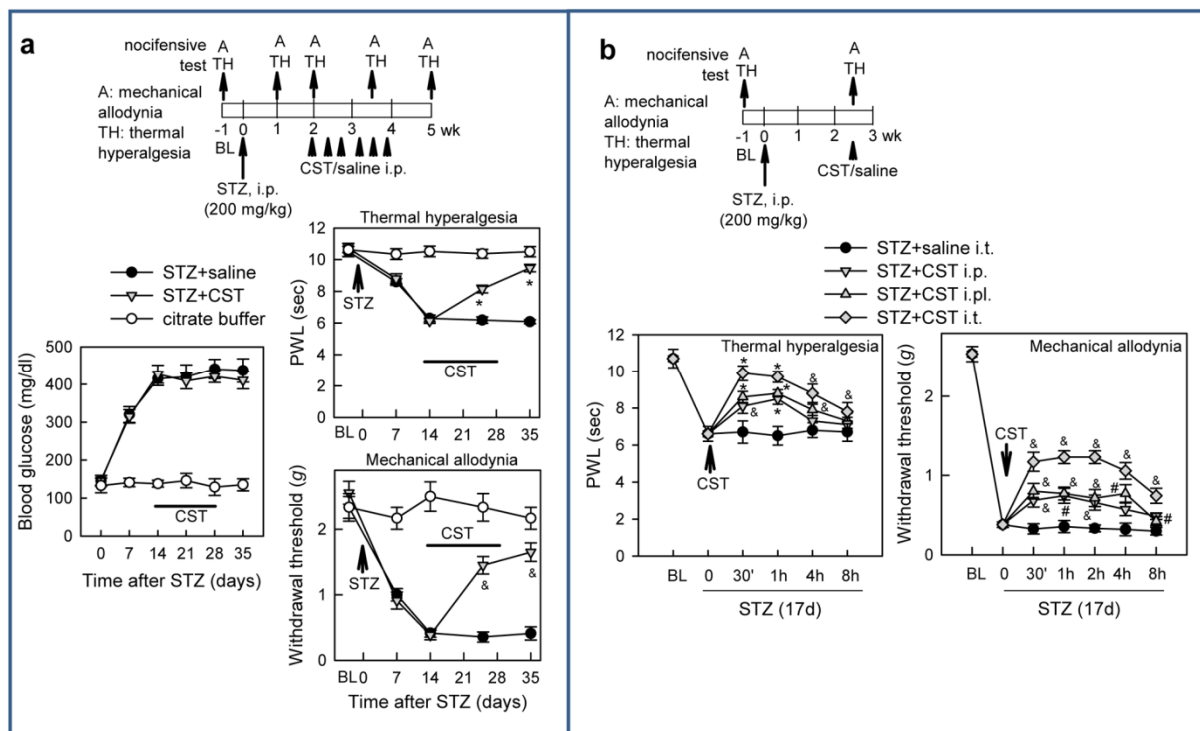 a
nocifensive
test
A
TH
A
TH
A
TH
A
TH
A
TH
A: mechanical
allodynia
TH: thermal
hyperalgesia
-1 0 1 2 3 4 5 wk
BL
CST/saline i.p.
STZ, i.p.
(200 mg/kg)
STZ+saline
STZ+CST
citrate buffer
Blood glucose (mg/dl)
500
400
300
200
100
0
CST
0 7 14 21 28 35
Time after STZ (days)
Thermal hyperalgesia
PWL (sec)
12
10
8
6
4
2
0
STZ
*
*
CST
BL 0 7 14 21 28 35
Mechanical allodynia
Withdrawal threshold (g)
3
2
1
0
CST
STZ
&
&
BL 0 7 14 21 28 35
Time after STZ (days)
b
nocifensive
test
A
TH
A
TH
A: mechanical
allodynia
TH: thermal
hyperalgesia
-1 0 1 2 3 wk
BL
CST/saline
STZ, i.p.
(200 mg/kg)
STZ+saline i.t.
STZ+CST i.p.
STZ+CST i.pl.
STZ+CST i.t.
Thermal hyperalgesia
PWL (sec)
12
10
8
6
4
2
0
* * & &
* *
& * &
CST
BL 0 30' 1h 4h 8h
STZ (17d)
Mechanical allodynia
Withdrawal threshold (g)
2
1
0
CST
& & & & &
& & & #
& # & #
BL 0 30' 1h 2h 4h 8h
STZ (17d)